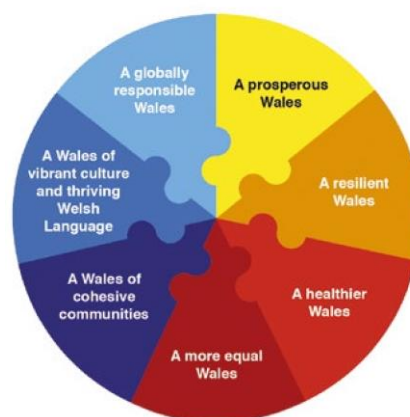 A prosperous
Wales
A resilient
Wales
A healthier
Wales
A more equal
Wales
A Wales of
cohesive
communities
A Wales of
vibrant culture
and thriving
Welsh
Language
A globally
responsible
Wales